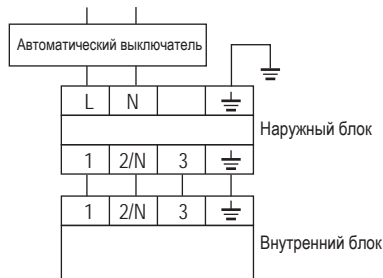 Автоматический выключатель
L N
Наружный блок
1 2/N 3
1 2/N 3
Внутренний блок